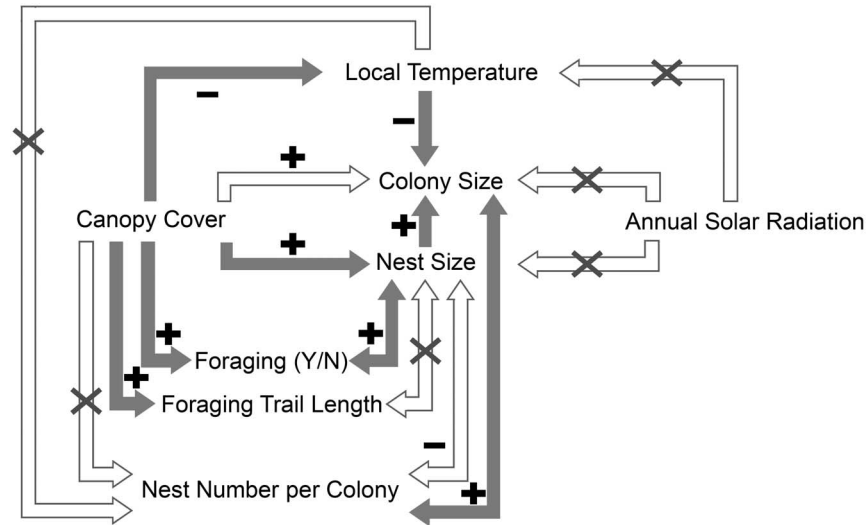 Local Temperature
−
−
+
Colony Size
Canopy Cover
Annual Solar Radiation
+
+
Nest Size
+
+
Foraging (Y/N)
+
Foraging Trail Length
−
Nest Number per Colony
+